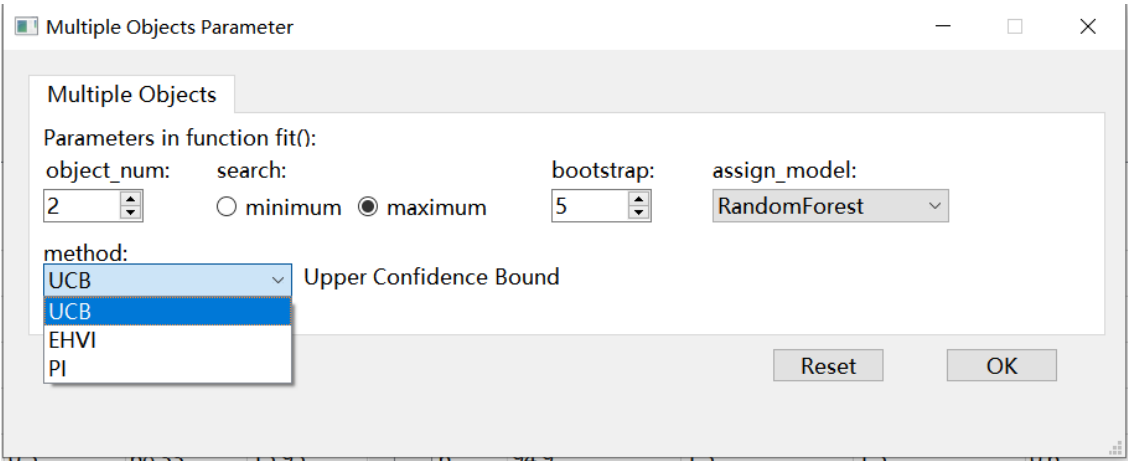 Multiple Objects Parameter
Multiple Objects
Parameters in function fit():
object_num: search: bootstrap: assign_model:
2 minimum maximum 5 RandomForest
method:
UCB Upper Confidence Bound
UCB
EHVI
PI
Reset OK